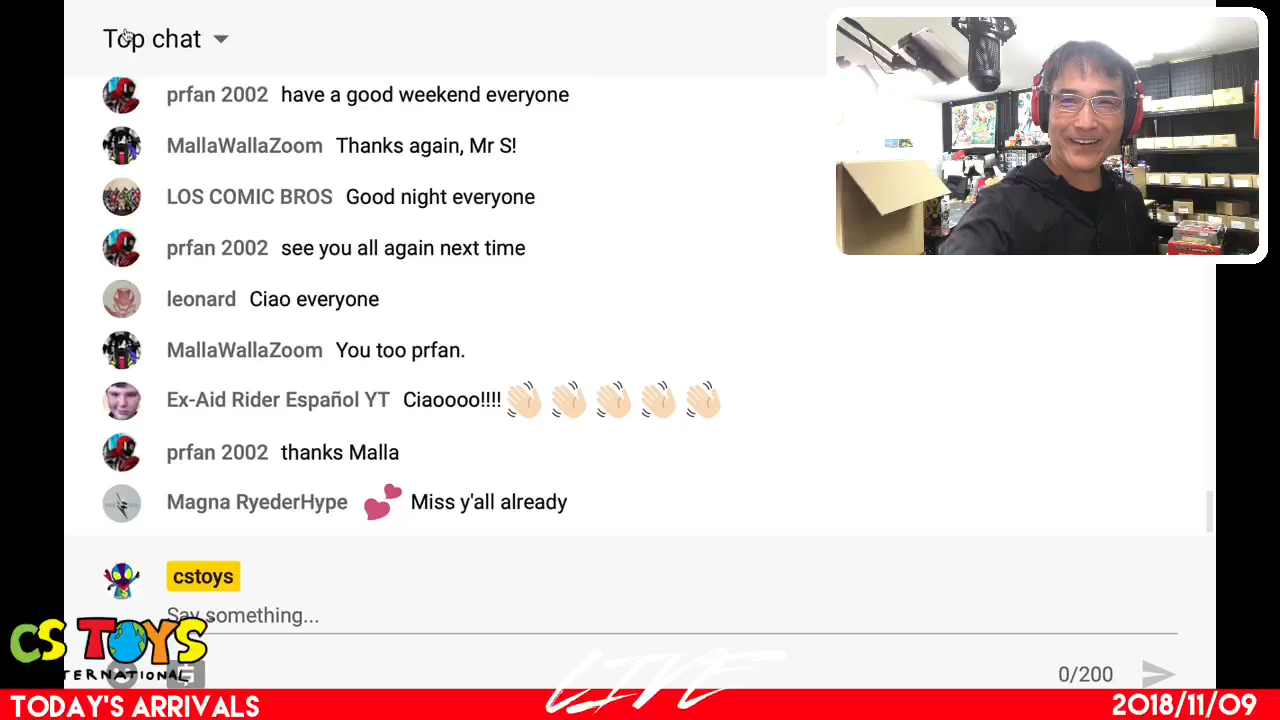 Top chat
prfan 2002 have a good weekend everyone
MallaWallaZoom Thanks again, Mr S!
LOS COMIC BROS Good night everyone
prfan 2002 see you all again next time
leonard Ciao everyone
MallaWallaZoom You too prfan.
Ex-Aid Rider Español YT Ciaoooo!!!!👋🏻👋🏻👋🏻👋🏻👋🏻
prfan 2002 thanks Malla
Magna RyederHype 💕 Miss y'all already
cstoys
Say something...
CS TOYS
TERNATIONAL
LIVE
0/200
TODAY'S ARRIVALS
2018/11/09